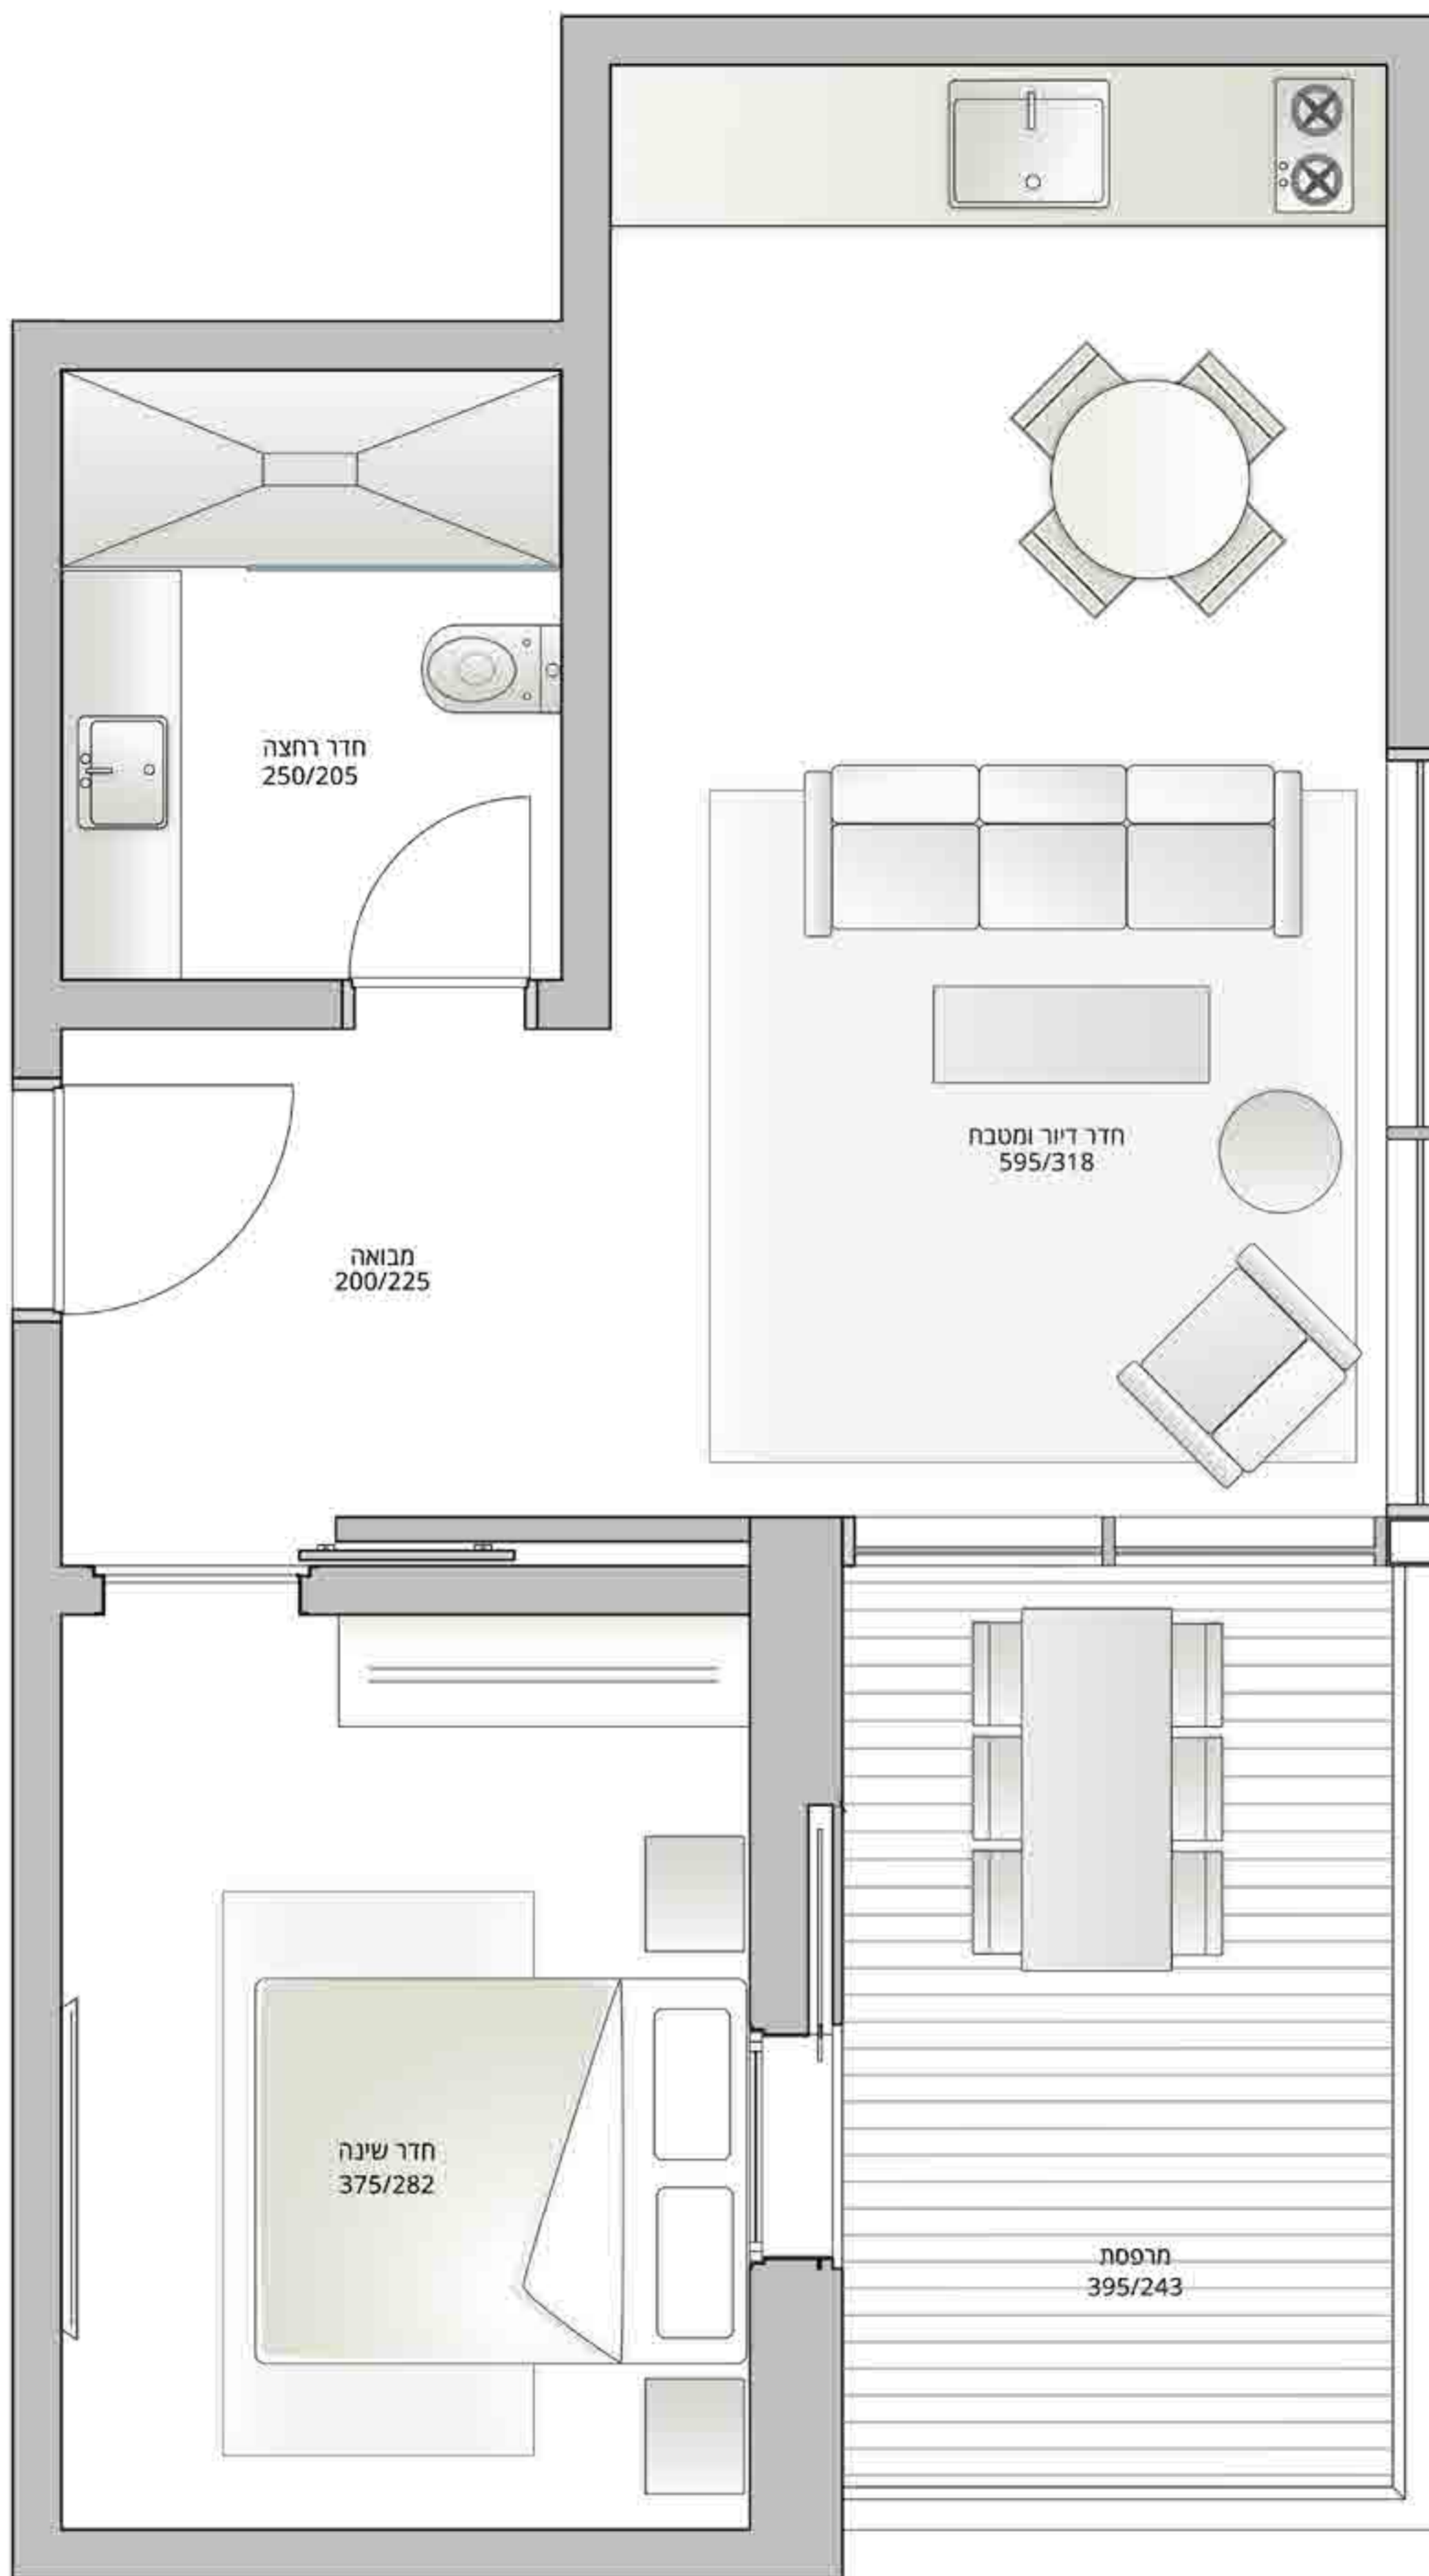 חדר רחצה
250/205
חדר דיור ומטבח
595/318
מבואה
200/225
חדר שינה
375/282
מרפסת
395/243